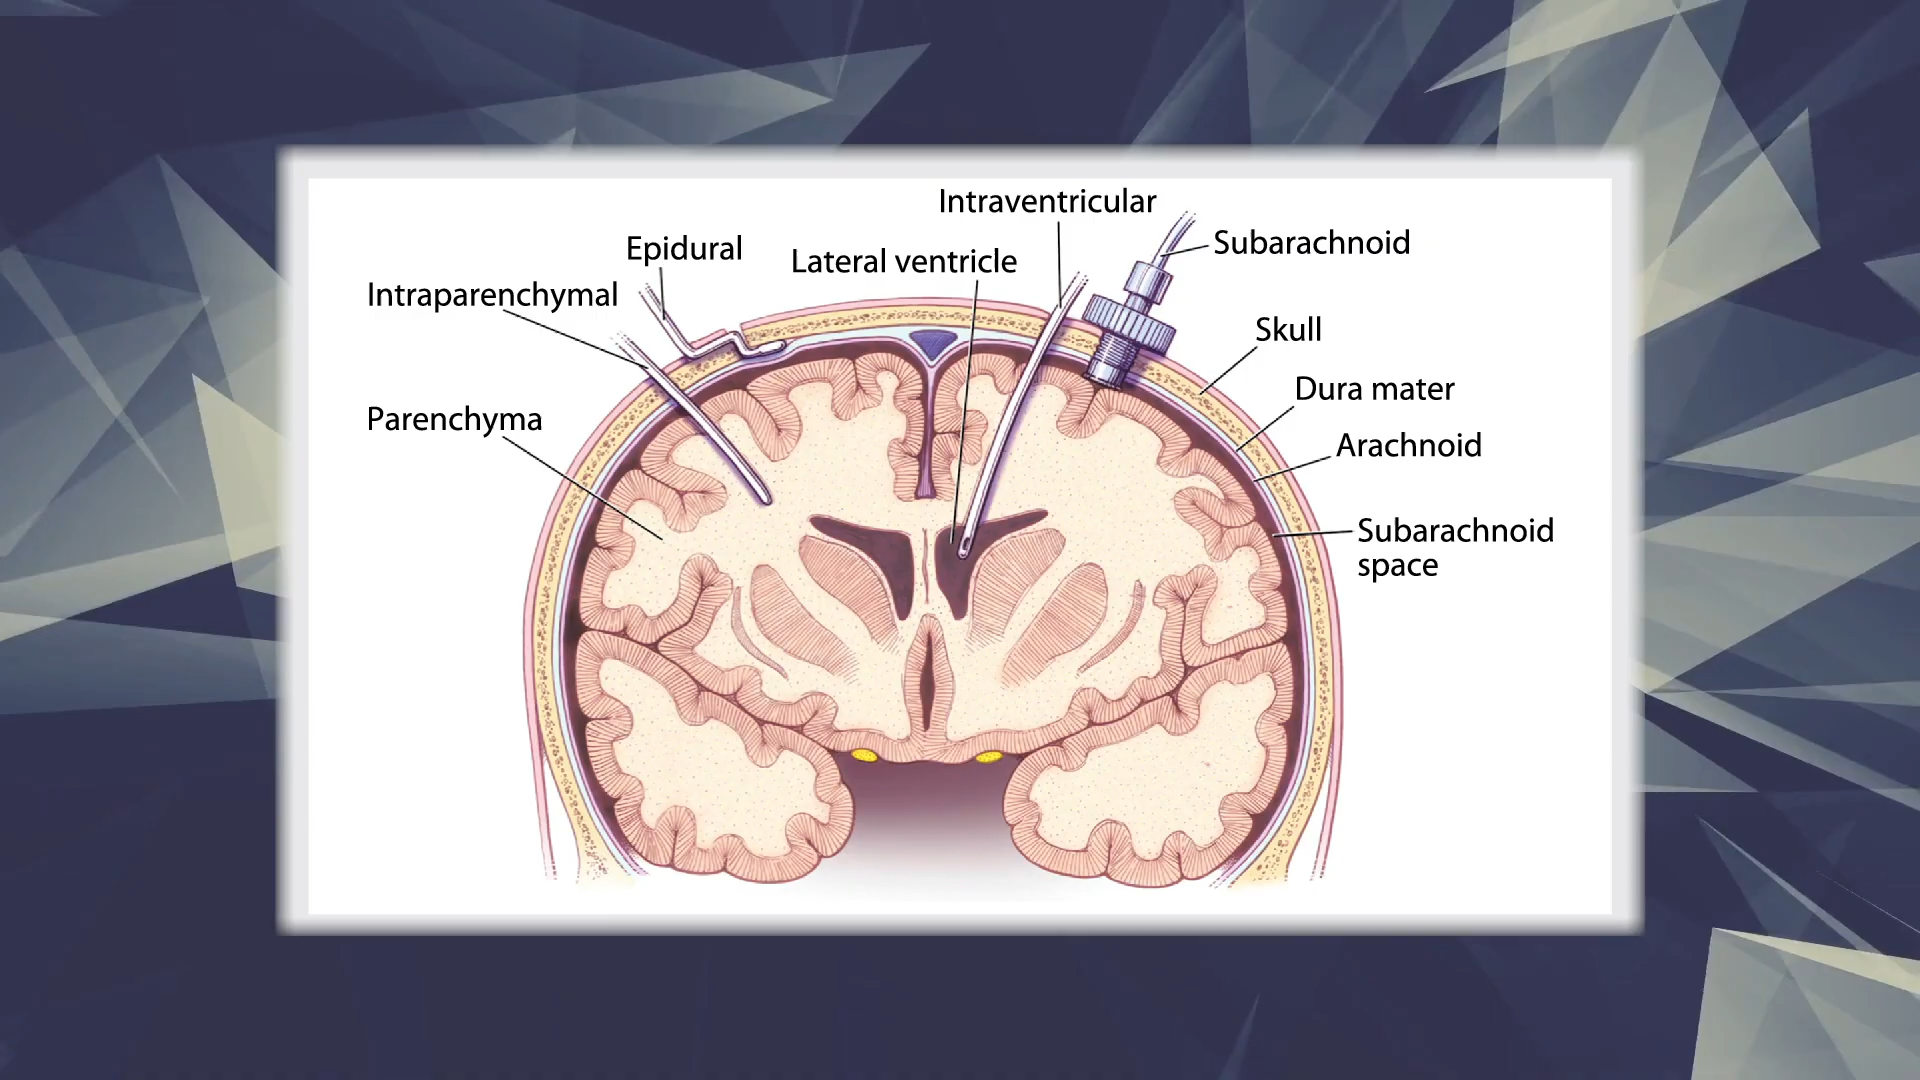 Intraventricular
Subarachnoid
Epidural
Lateral ventricle
Intraparenchymal
Skull
Dura mater
Parenchyma
Arachnoid
Subarachnoid
space